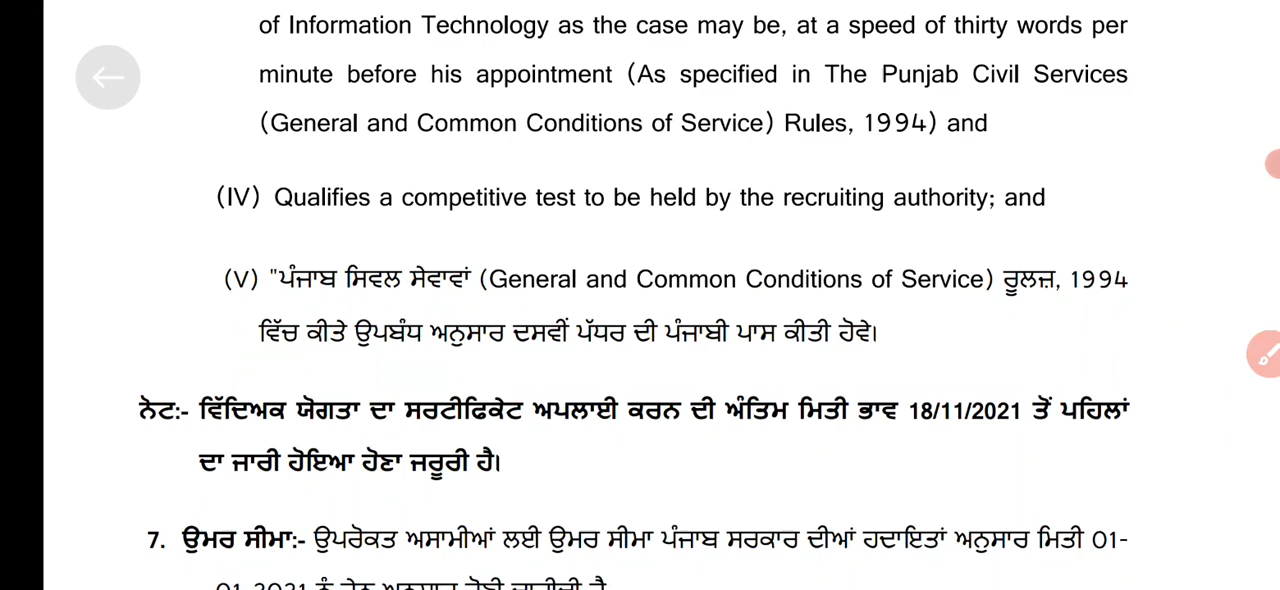 of Information Technology as the case may be, at a speed of thirty words per
minute before his appointment (As specified in The Punjab Civil Services
(General and Common Conditions of Service) Rules, 1994) and
(IV) Qualifies a competitive test to be held by the recruiting authority; and
(V) "ਪੰਜਾਬ ਸਿਵਲ ਸੇਵਾਵਾਂ (General and Common Conditions of Service) ਰੂਲਜ਼, 1994
ਵਿੱਚ ਕੀਤੇ ਉਪਬੰਧ ਅਨੁਸਾਰ ਦਸਵੀਂ ਪੱਧਰ ਦੀ ਪੰਜਾਬੀ ਪਾਸ ਕੀਤੀ ਹੋਵੇ।
ਨੋਟ:- ਵਿੱਦਿਅਕ ਯੋਗਤਾ ਦਾ ਸਰਟੀਫਿਕੇਟ ਅਪਲਾਈ ਕਰਨ ਦੀ ਅੰਤਿਮ ਮਿਤੀ ਭਾਵ 18/11/2021 ਤੋਂ ਪਹਿਲਾਂ
ਦਾ ਜਾਰੀ ਹੋਇਆ ਹੋਣਾ ਜਰੂਰੀ ਹੈ।
7. ਉਮਰ ਸੀਮਾ:- ਉਪਰੋਕਤ ਅਸਾਮੀਆਂ ਲਈ ਉਮਰ ਸੀਮਾ ਪੰਜਾਬ ਸਰਕਾਰ ਦੀਆਂ ਹਦਾਇਤਾਂ ਅਨੁਸਾਰ ਮਿਤੀ 01-
01-2021 ਨੂੰ ਹੇਠ ਅਨੁਸਾਰ ਹੋਣੀ ਚਾਹੀਦੀ ਹੈ